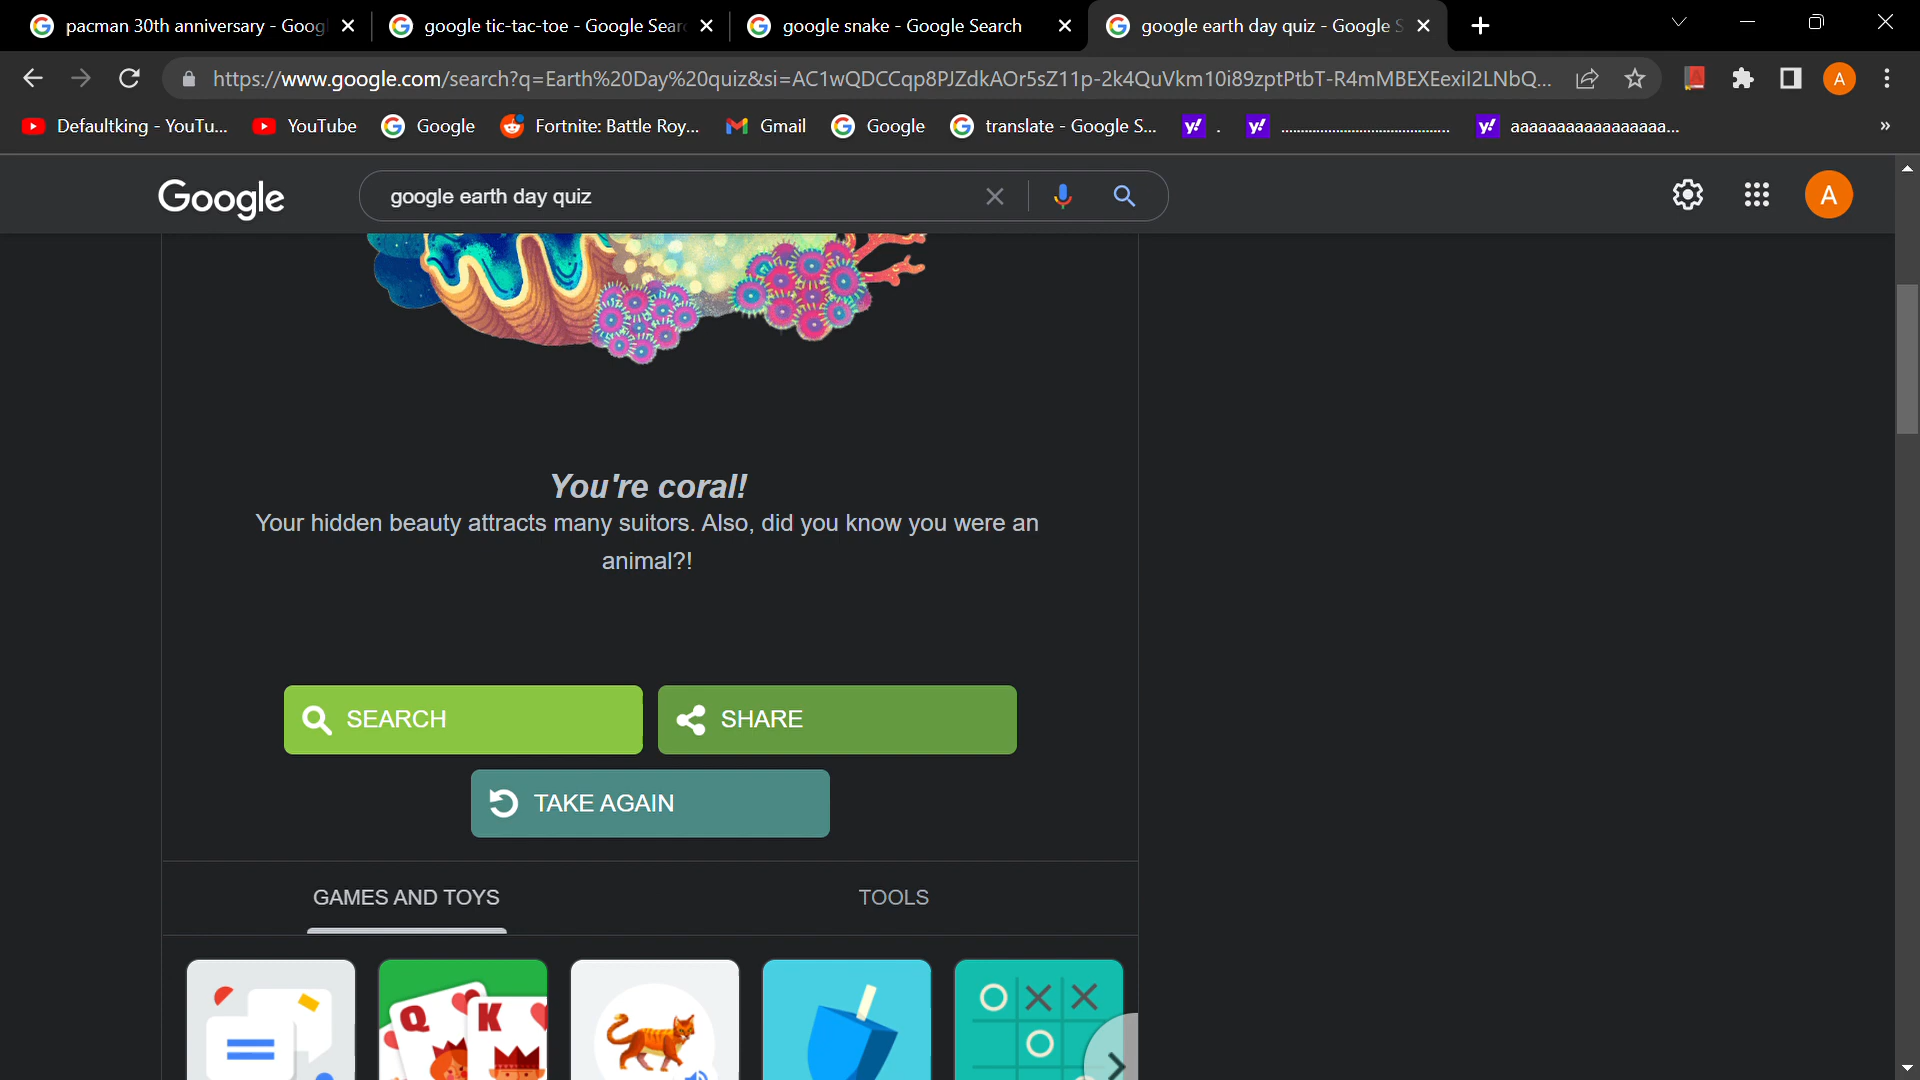 pacman 30th anniversary - Goog
google tic-tac-toe - Google Sear
google snake - Google Search
google earth day quiz - Google S
https://www.google.com/search?q=Earth%20Day%20quiz&si=AC1wQDCCqp8PJZdkAOr5sZ11p-2k4QuVkm10i89zptPtbT-R4mMBEXEexiI2LNbQ...
A
Defaultking - YouTu...
YouTube
Google
Fortnite: Battle Roy...
Gmail
Google
translate - Google S...
y! .
y! ............................................
y! aaaaaaaaaaaaaaaaa...
»
Google
google earth day quiz
A
You're coral!
Your hidden beauty attracts many suitors. Also, did you know you were an
animal?!
SEARCH
SHARE
TAKE AGAIN
GAMES AND TOYS
TOOLS
Q
K